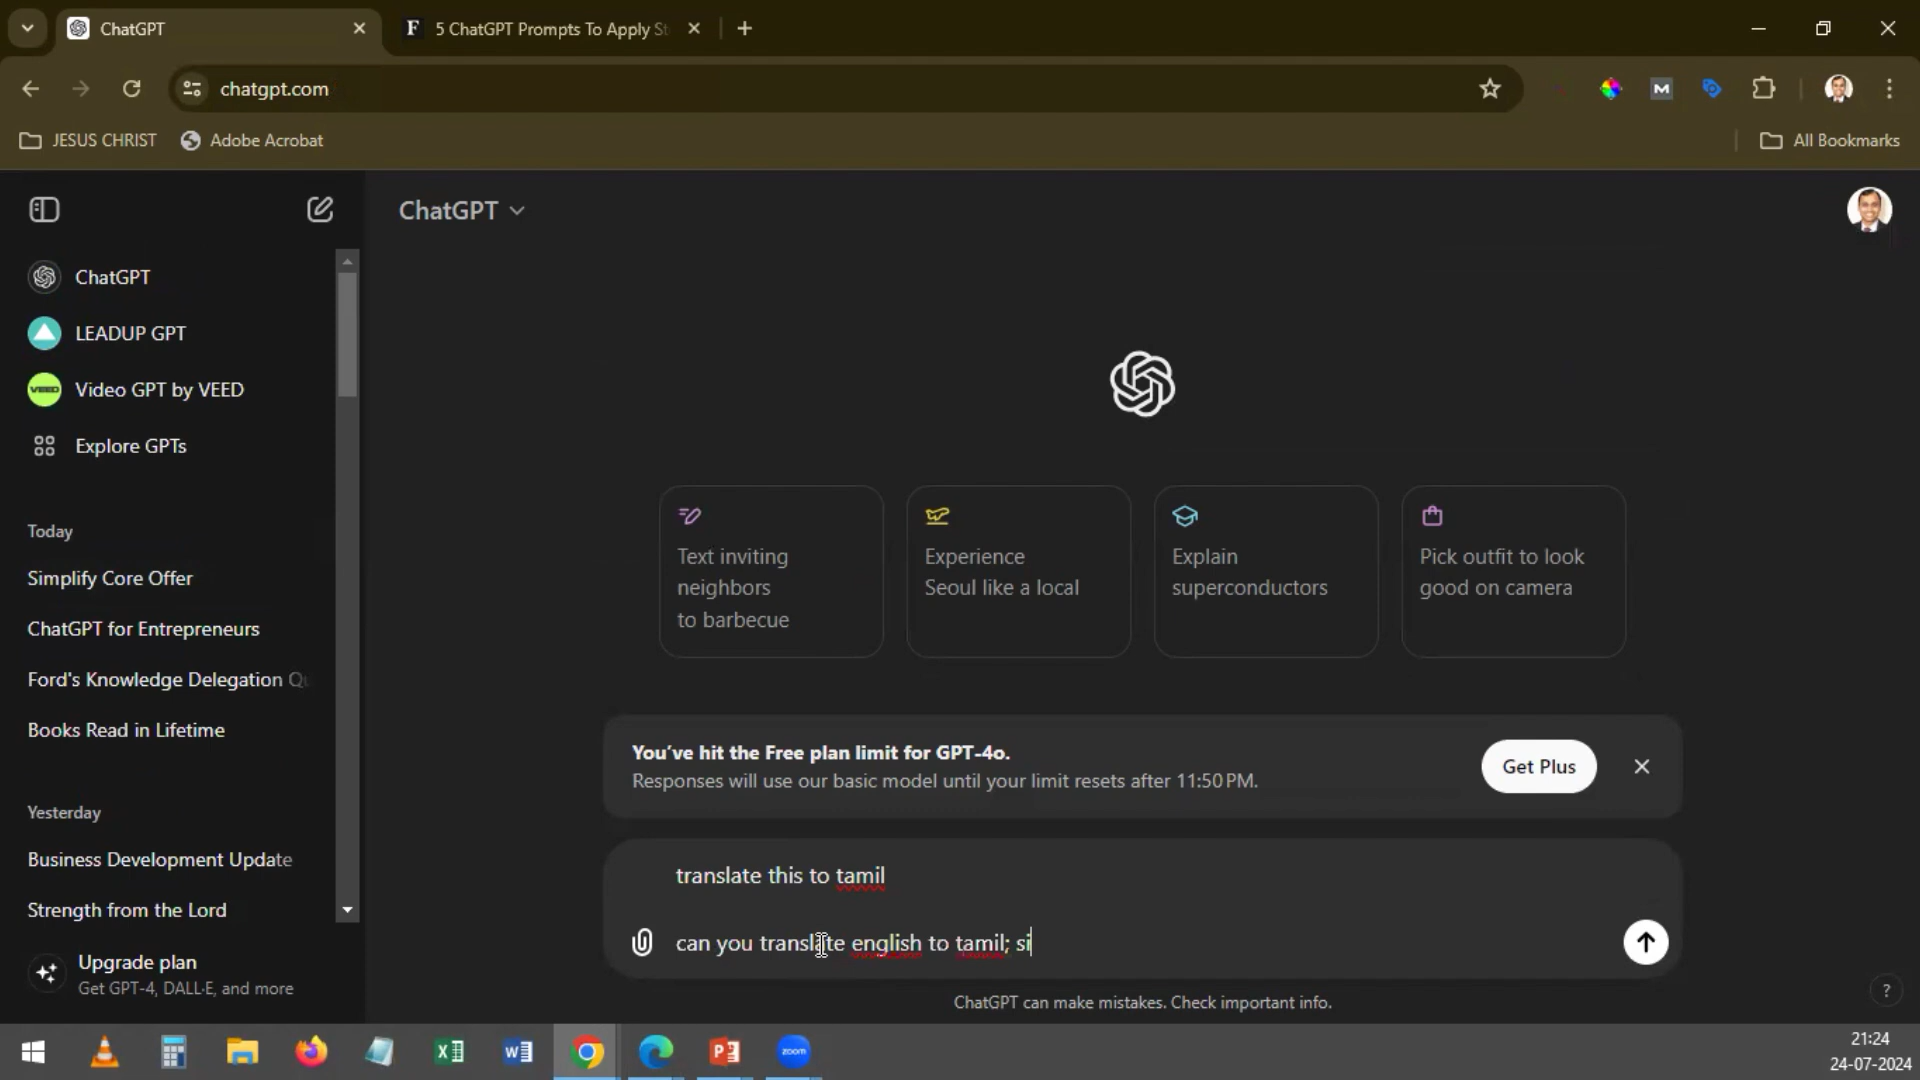 ChatGPT
5 ChatGPT Prompts To Apply St
chatgpt.com
JESUS CHRIST
Adobe Acrobat
All Bookmarks
ChatGPT
LEADUP GPT
VEED
Video GPT by VEED
Explore GPTs
Today
Simplify Core Offer
ChatGPT for Entrepreneurs
Ford's Knowledge Delegation Qu
Books Read in Lifetime
Yesterday
Business Development Update
Strength from the Lord
Upgrade plan
Get GPT-4, DALL·E, and more
ChatGPT
Text inviting
neighbors
to barbecue
Experience
Seoul like a local
Explain
superconductors
Pick outfit to look
good on camera
You've hit the Free plan limit for GPT-4o.
Responses will use our basic model until your limit resets after 11:50 PM.
Get Plus
translate this to tamil
can you translate english to tamil; si
ChatGPT can make mistakes. Check important info.
?
zoom
21:24
24-07-2024